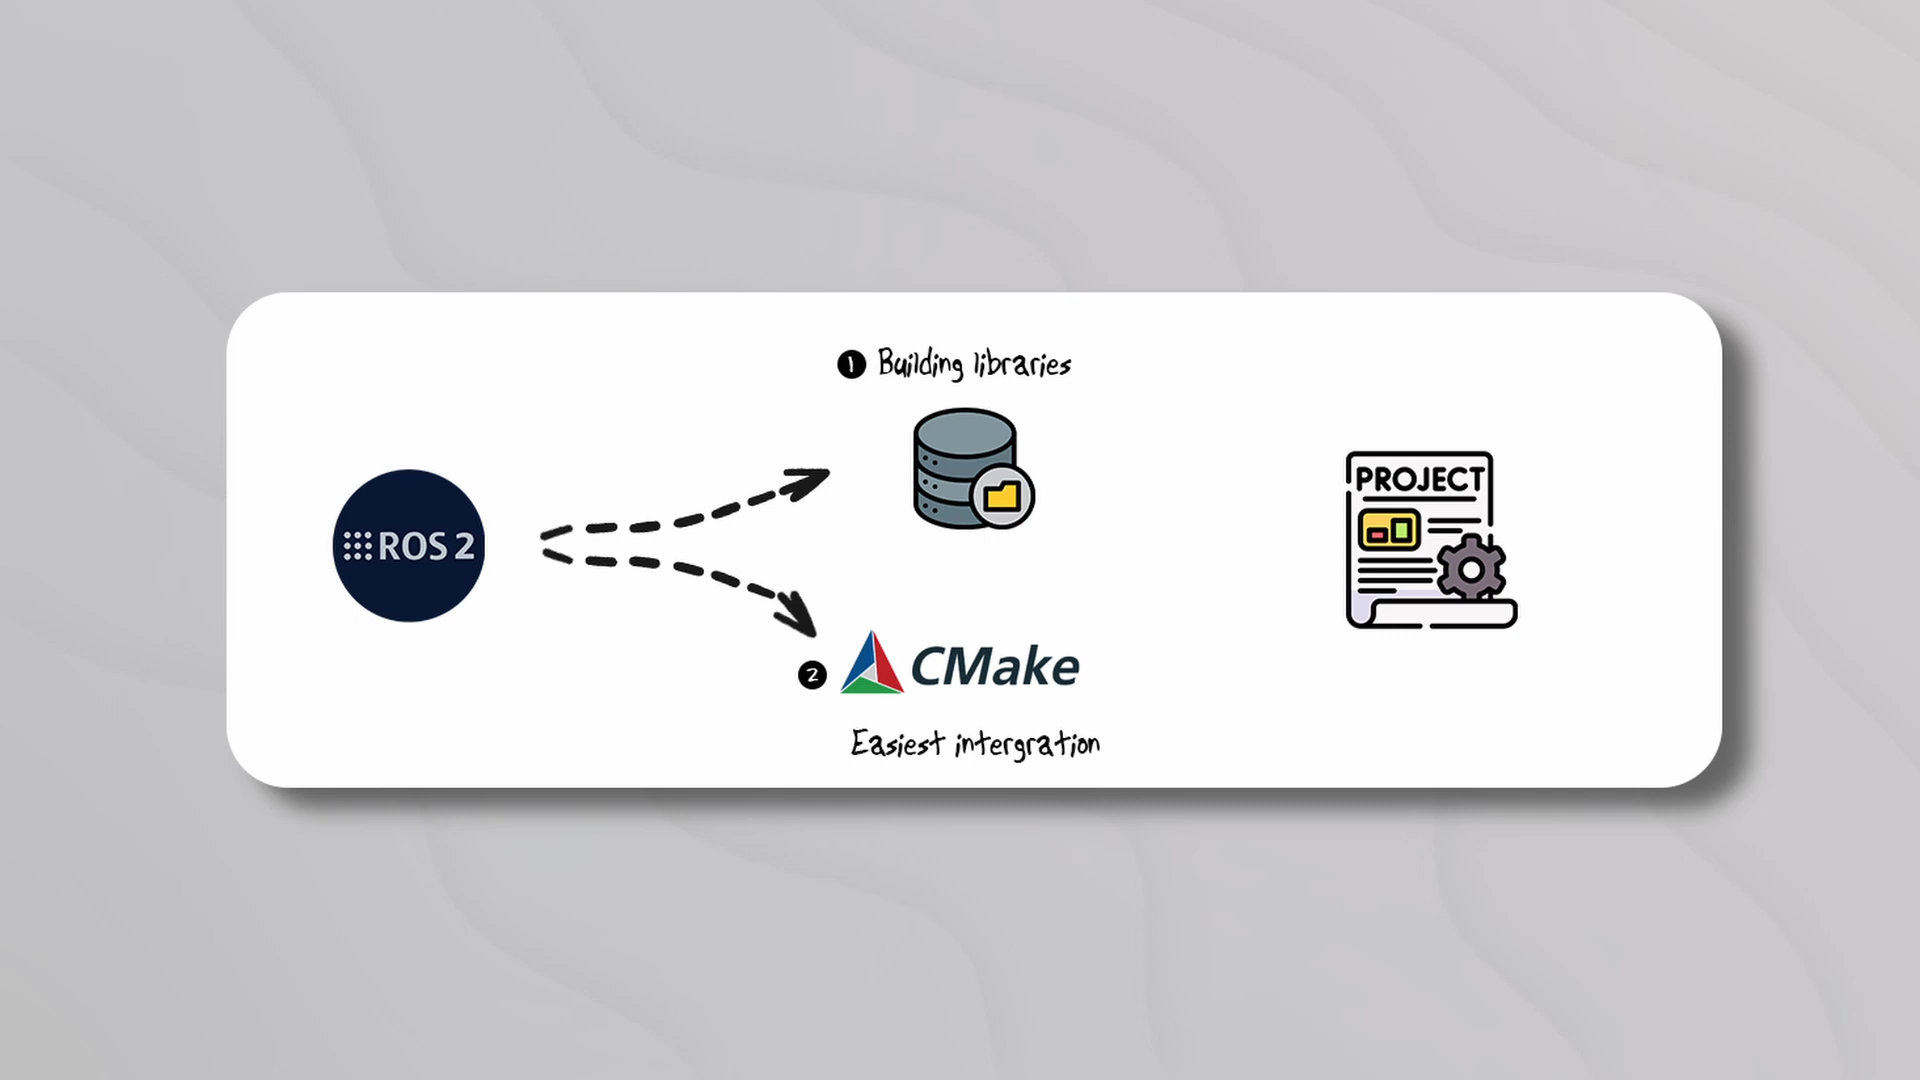 1 Building libraries
ROS 2
PROJECT
2 CMake
Easiest intergration